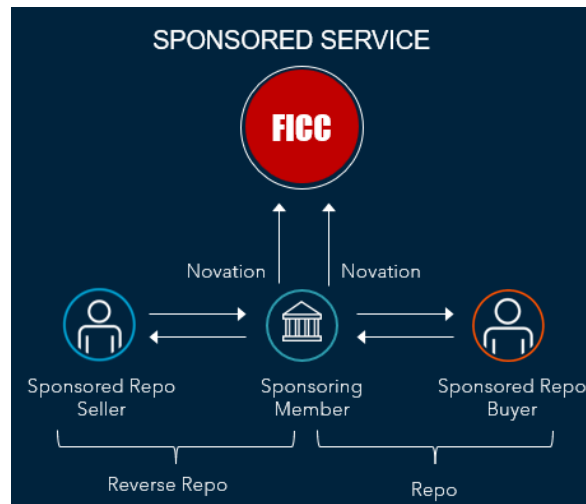 SPONSORED SERVICE
FICC
Novation
Novation
Sponsored Repo
Seller
Sponsoring
Member
Sponsored Repo
Buyer
Reverse Repo
Repo